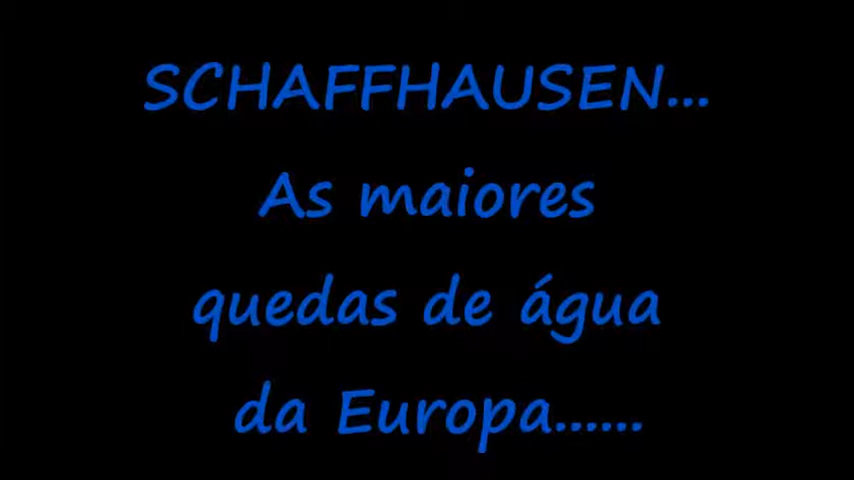 SCHAFFHAUSEN...
As maiores
quedas de água
da Europa......